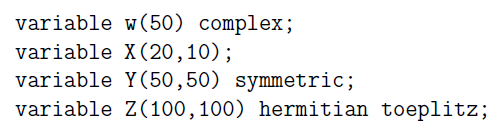 variable w(50) complex;
variable X(20,10);
variable Y(50,50) symmetric;
variable Z(100,100) hermitian toeplitz;